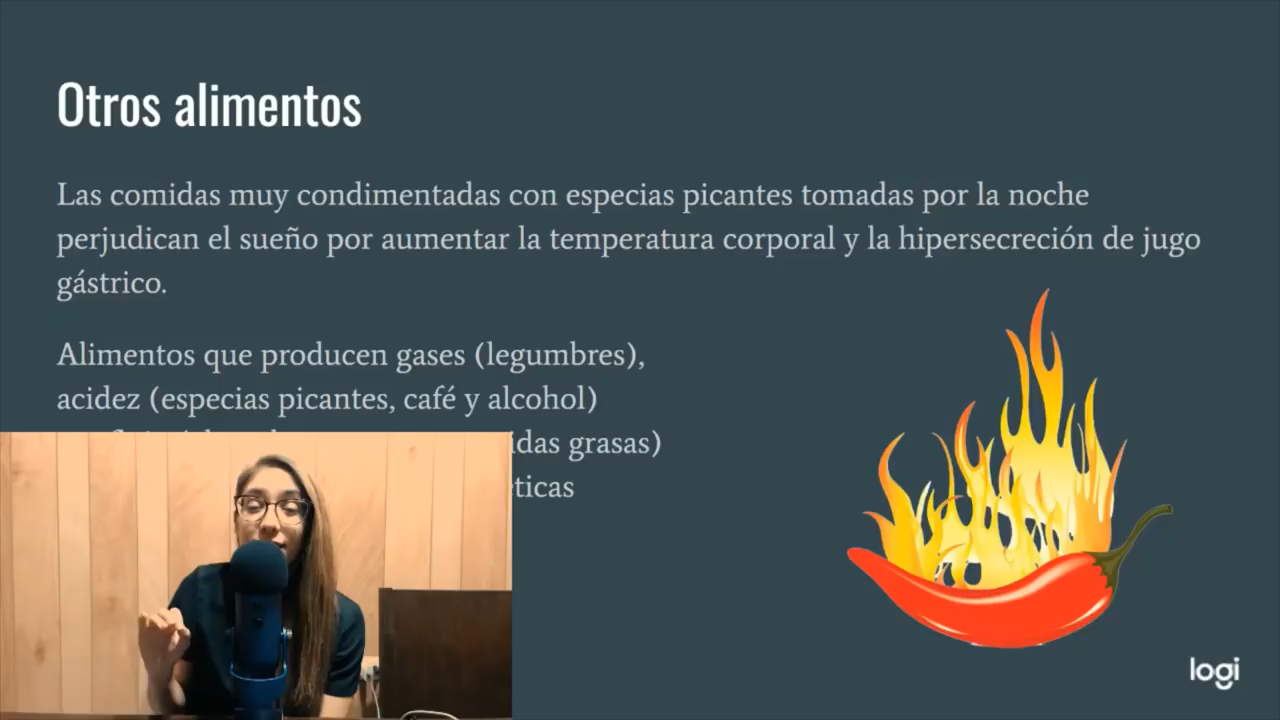 Otros alimentos
Las comidas muy condimentadas con especias picantes tomadas por la noche
perjudican el sueño por aumentar la temperatura corporal y la hipersecreción de jugo
gástrico.
Alimentos que producen gases (legumbres),
acidez (especias picantes, café y alcohol)
grasas)
logi